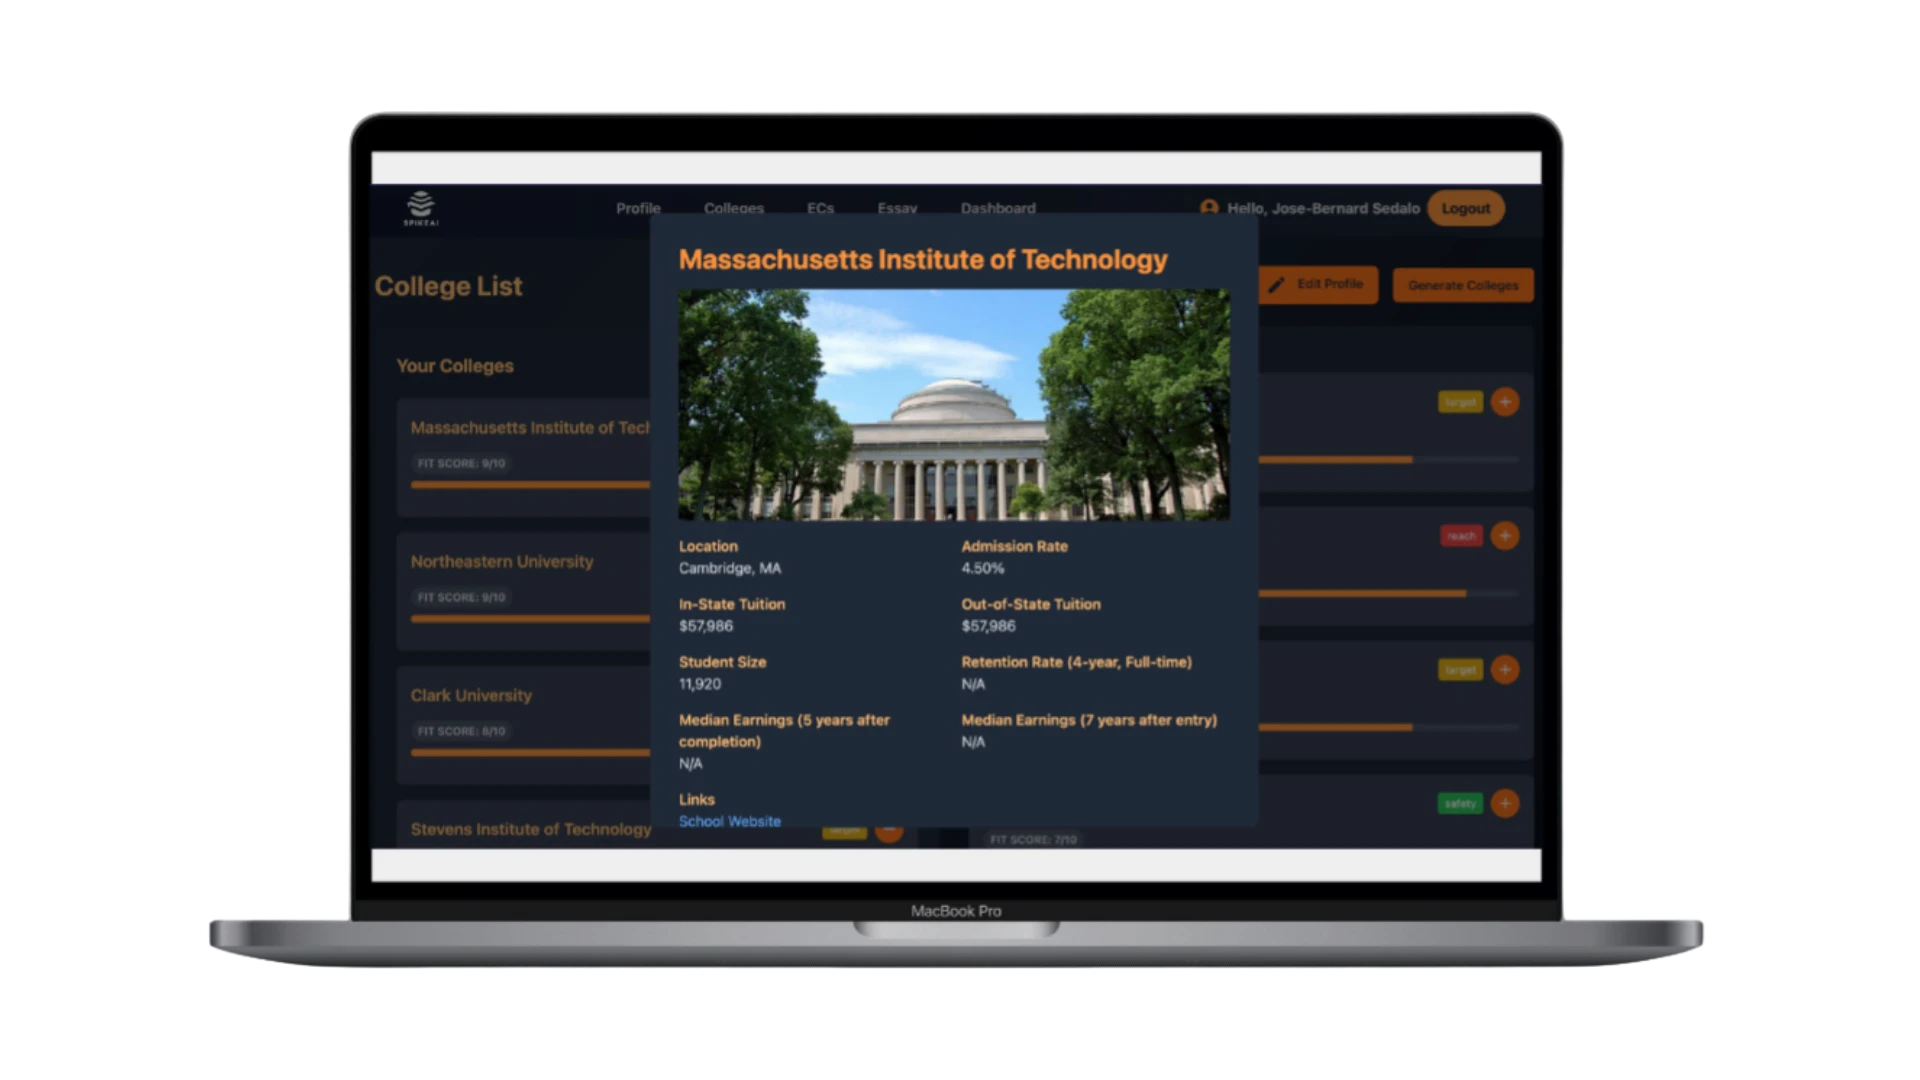 SPIKEAI
Profile
Colleges
ECs
Essay
Dashboard
Hello, Jose-Bernard Sedalo
Logout
College List
Edit Profile
Generate Colleges
Your Colleges
Massachusetts Institute of Tech
FIT SCORE: 9/10
Northeastern University
FIT SCORE: 9/10
Clark University
FIT SCORE: 8/10
Stevens Institute of Technology
target
Massachusetts Institute of Technology
Location
Cambridge, MA
Admission Rate
4.50%
In-State Tuition
$57,986
Out-of-State Tuition
$57,986
Student Size
11,920
Retention Rate (4-year, Full-time)
N/A
Median Earnings (5 years after
completion)
N/A
Median Earnings (7 years after entry)
N/A
Links
School Website
target
reach
target
safety
FIT SCORE: 7/10
MacBook Pro